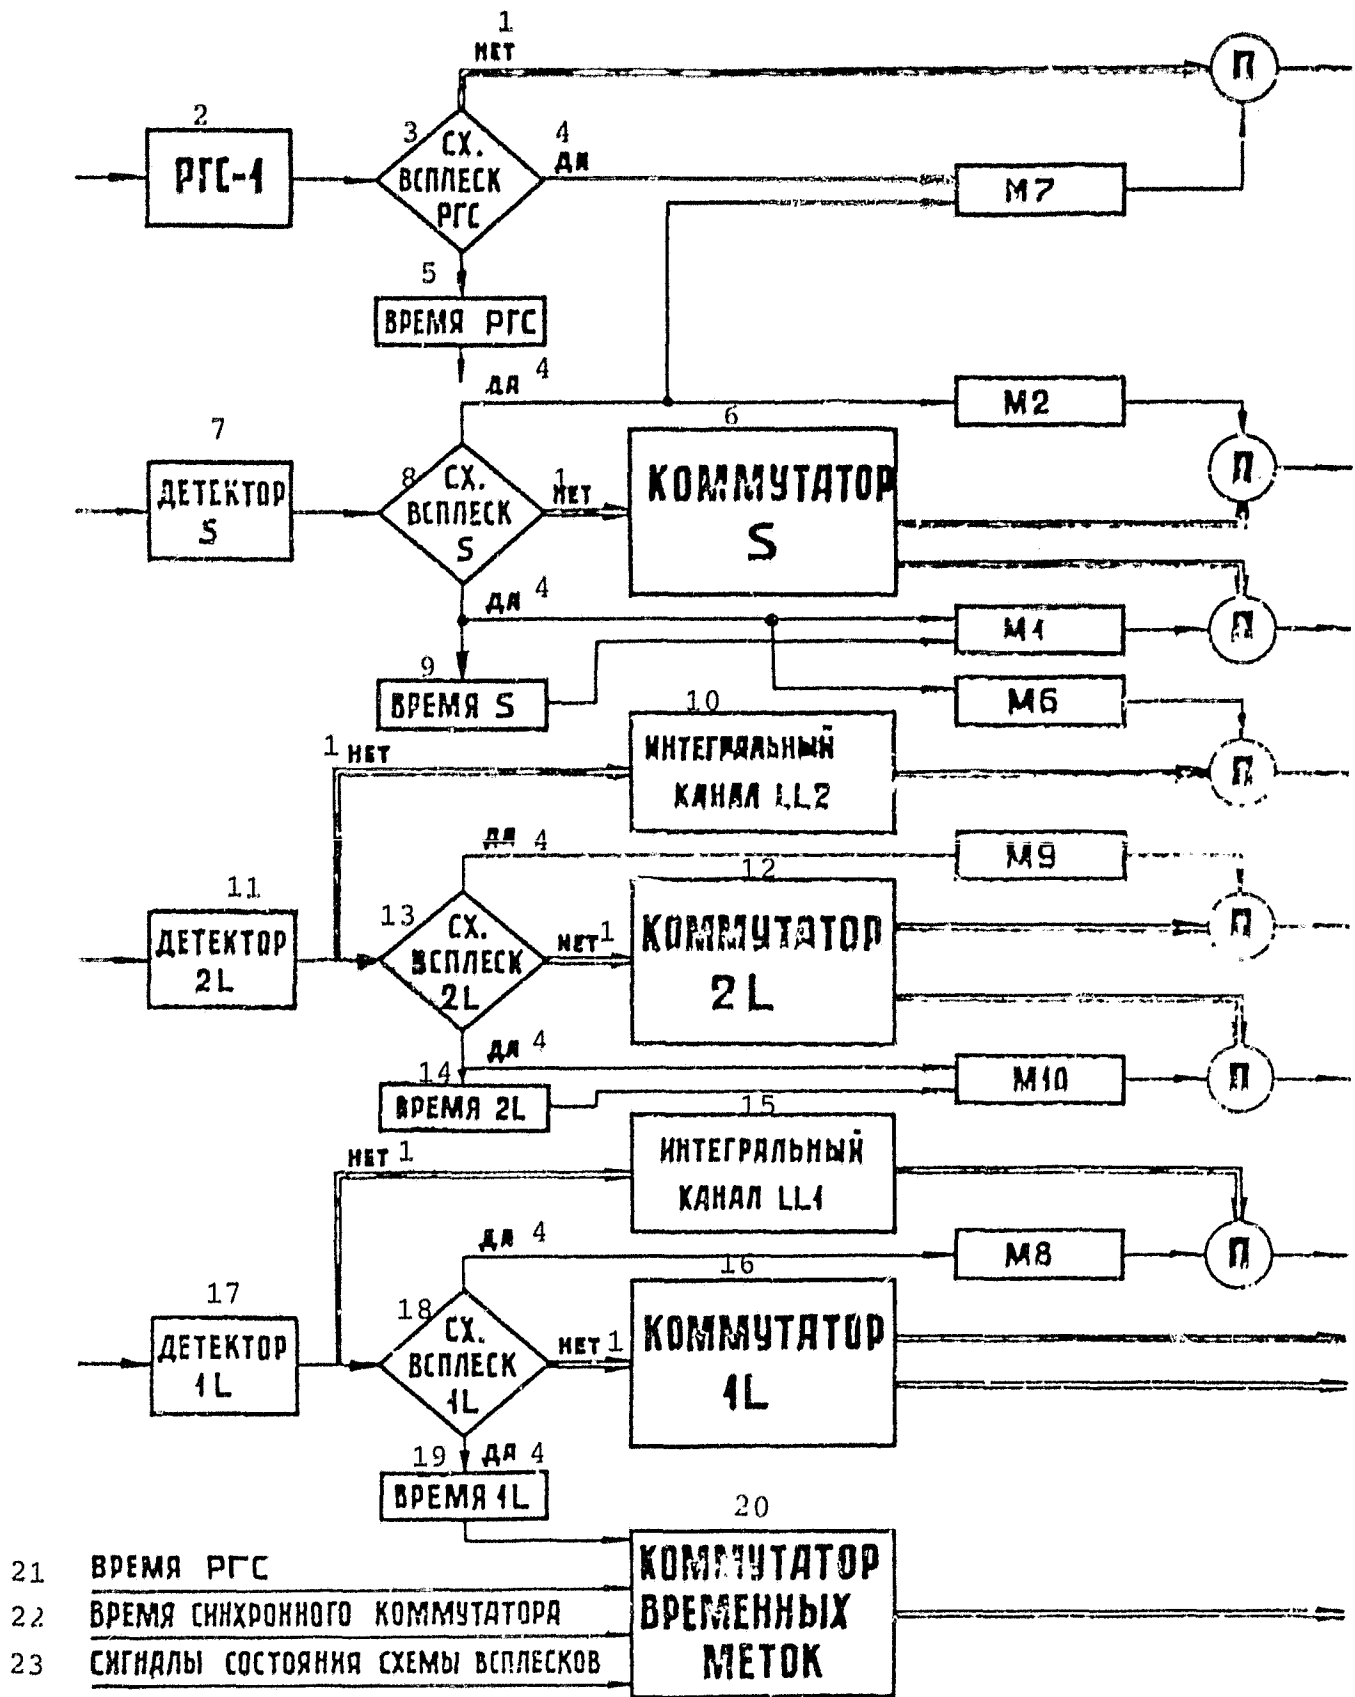 1
НЕТ
П
2
РГС-1
3
СХ.
ВСПЛЕСК
РГС
4
ДА
М7
5
ВРЕМЯ РГС
ДА 4
М2
6
П
7
ДЕТЕКТОР
S
8
СХ.
ВСПЛЕСК
S
1
НЕТ
КОММУТАТОР
S
ДА 4
М1
П
9
ВРЕМЯ S
М6
10
ИНТЕГРАЛЬНЫЙ
КАНАЛ LL2
П
1 НЕТ
ДА 4
М9
11
ДЕТЕКТОР
2L
13
СХ.
ВСПЛЕСК
2L
НЕТ 1
12
КОММУТАТОР
2L
П
ДА 4
М10
П
14
ВРЕМЯ 2L
15
ИНТЕГРАЛЬНЫЙ
КАНАЛ LL1
НЕТ 1
ДА 4
М8
П
17
ДЕТЕКТОР
1L
18
СХ.
ВСПЛЕСК
1L
НЕТ 1
16
КОММУТАТОР
1L
19
ДА 4
ВРЕМЯ 1L
20
КОММУТАТОР
ВРЕМЕННЫХ
МЕТОК
21 ВРЕМЯ РГС
22 ВРЕМЯ СИНХРОННОГО КОММУТАТОРА
23 СИГНАЛЫ СОСТОЯНИЯ СХЕМЫ ВСПЛЕСКОВ